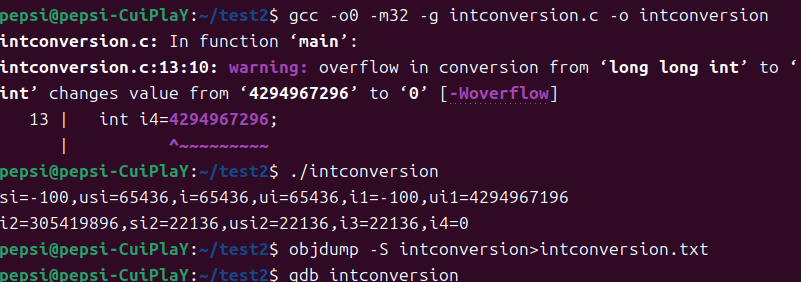 pepsi@pepsi-CuiPlaY:~/test2$ gcc -o0 -m32 -g intconversion.c -o intconversion
intconversion.c: In function ‘main’:
intconversion.c:13:10: warning: overflow in conversion from ‘long long int’ to ‘
int’ changes value from ‘4294967296’ to ‘0’ [-Woverflow]
   13 |   int i4=4294967296;
      |          ^~~~~~~~~~
pepsi@pepsi-CuiPlaY:~/test2$ ./intconversion
si=-100,usi=65436,i=65436,ui=65436,i1=-100,ui1=4294967196
i2=305419896,si2=22136,usi2=22136,i3=22136,i4=0
pepsi@pepsi-CuiPlaY:~/test2$ objdump -S intconversion>intconversion.txt
pepsi@pepsi-CuiPlaY:~/test2$ gdb intconversion